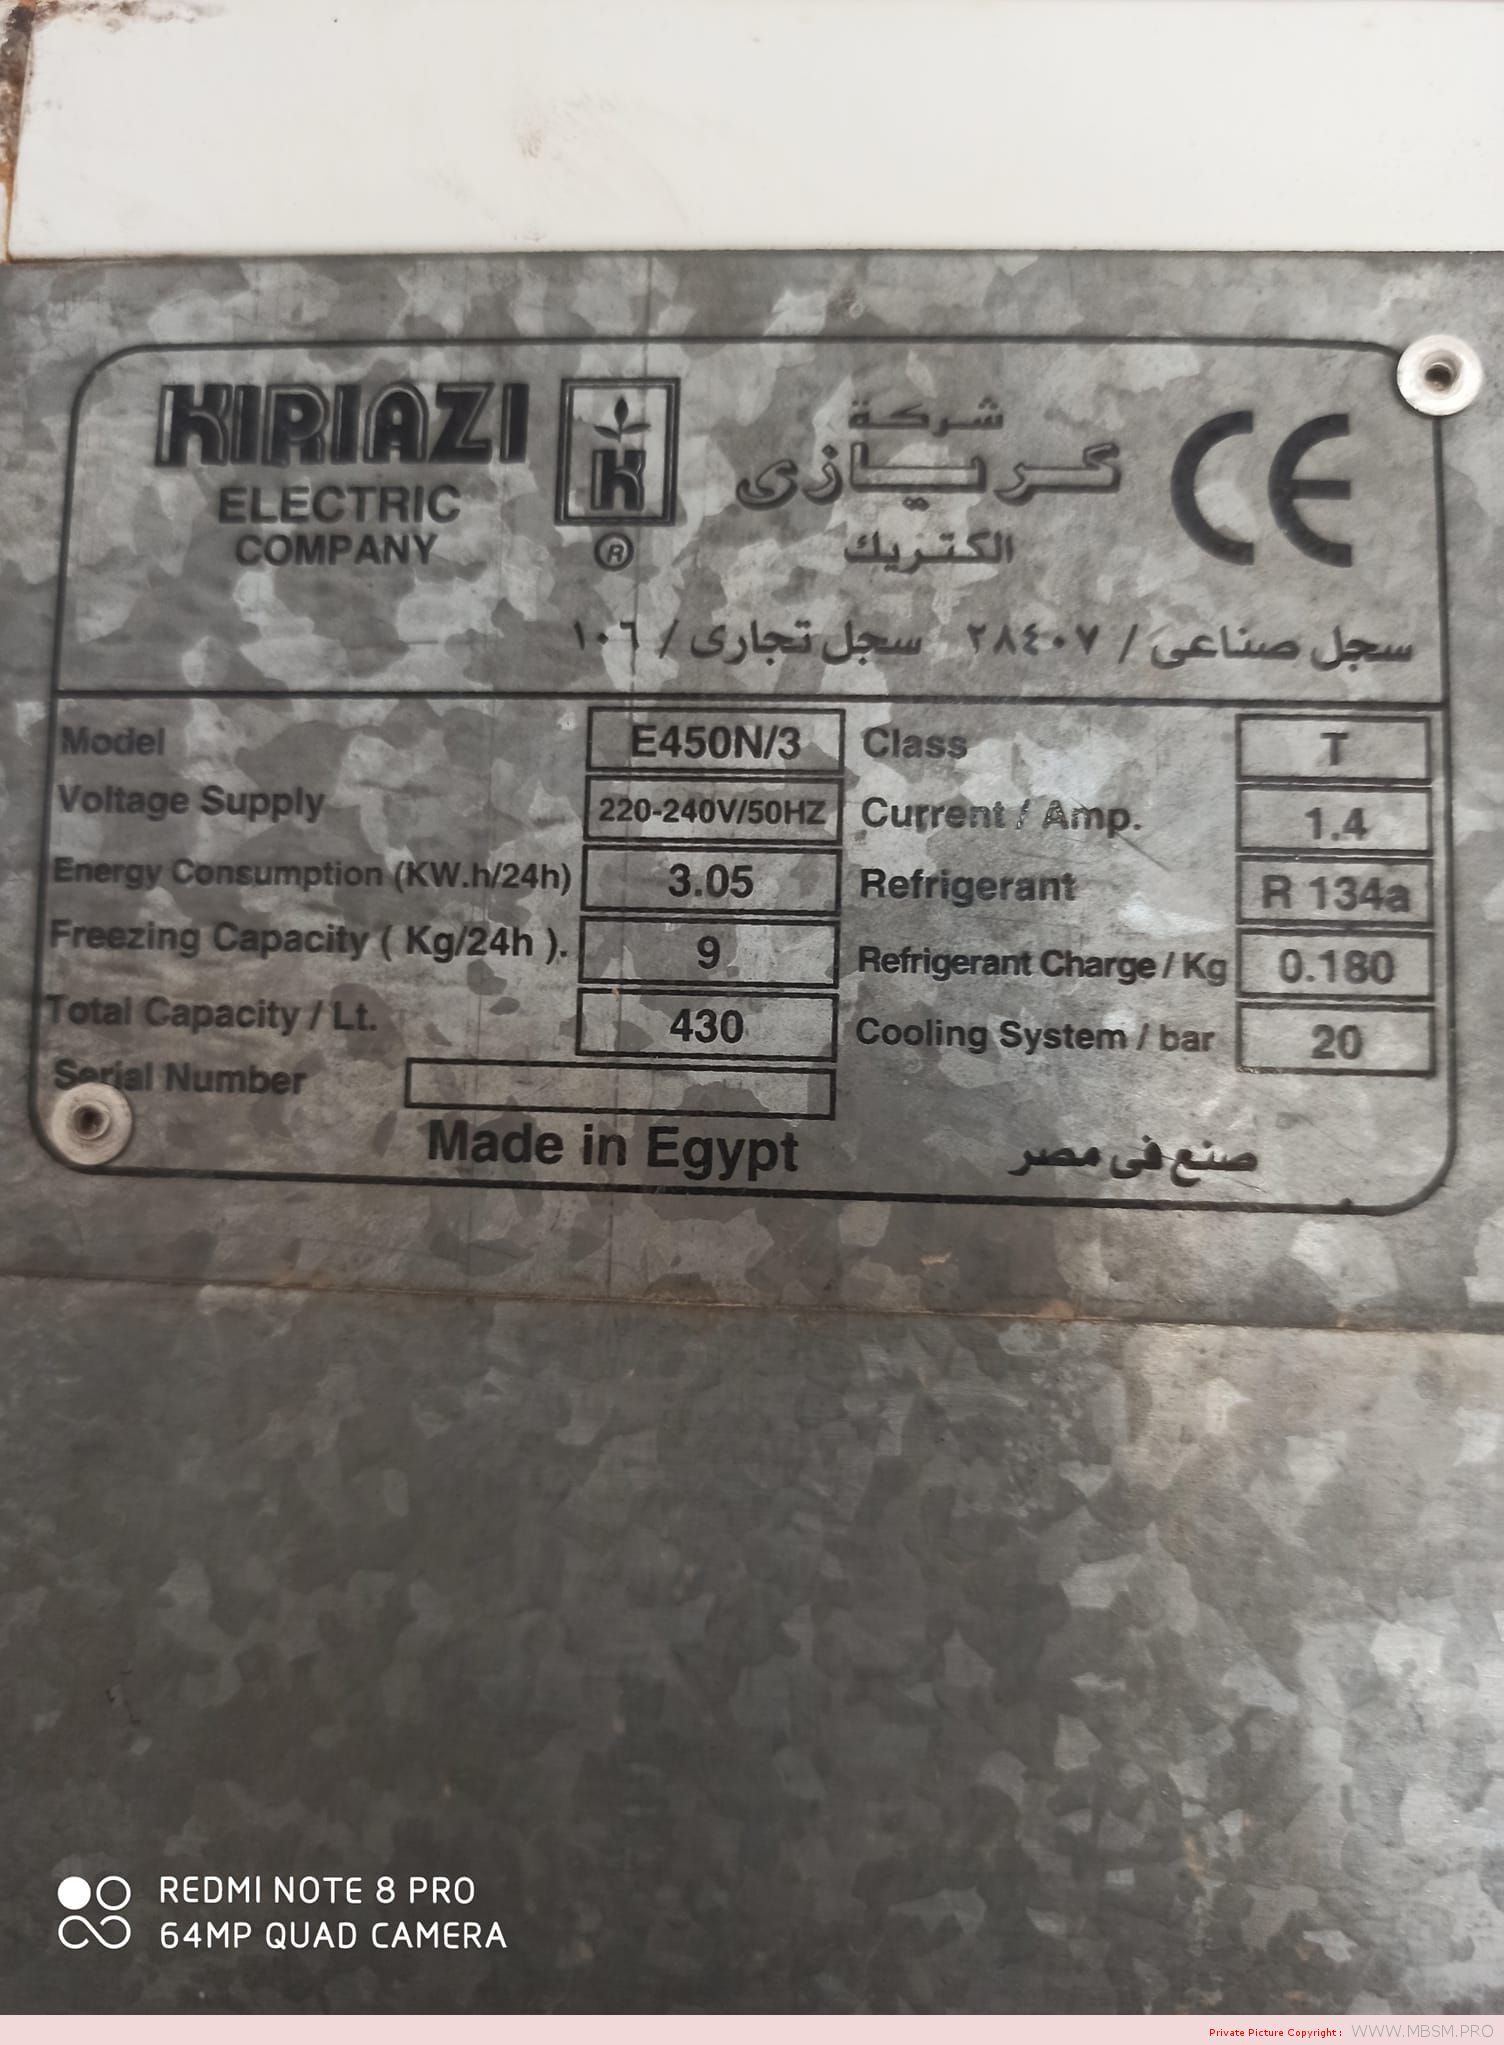 KIRIAZI
ELECTRIC
COMPANY
K
®
شركة
كريازى
الكتريك
CE
سجل صناعى / ٢٨٤٠٧ سجل تجارى / ١٠٦
Model E450N/3 Class T
Voltage Supply 220-240V/50HZ Current / Amp. 1.4
Energy Consumption (KW.h/24h) 3.05 Refrigerant R 134a
Freezing Capacity ( Kg/24h ). 9 Refrigerant Charge / Kg 0.180
Total Capacity / Lt. 430 Cooling System / bar 20
Serial Number
Made in Egypt صنع فى مصر
REDMI NOTE 8 PRO
64MP QUAD CAMERA
Private Picture Copyright : WWW.MBSM.PRO